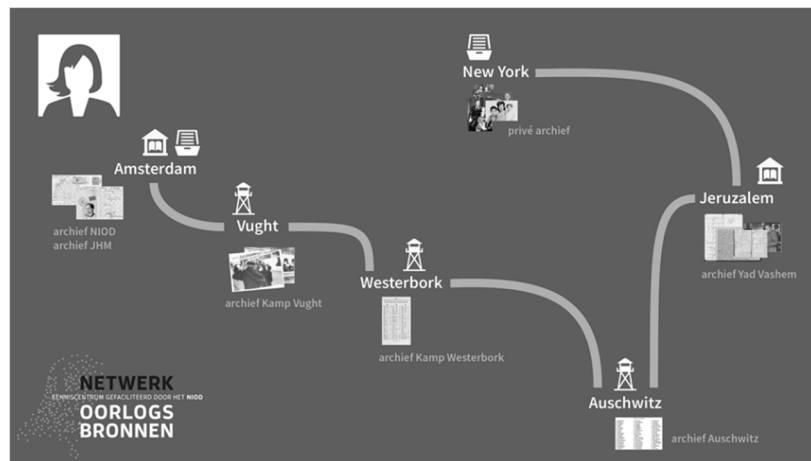 New York
privé archief
Amsterdam
archief NIOD
archief JHM
Vught
archief Kamp Vught
Jeruzalem
archief Yad Vashem
Westerbork
archief Kamp Westerbork
Auschwitz
archief Auschwitz
NETWERK
KENNISCENTRUM GEFACILITEERD DOOR HET NIOD
OORLOGS
BRONNEN